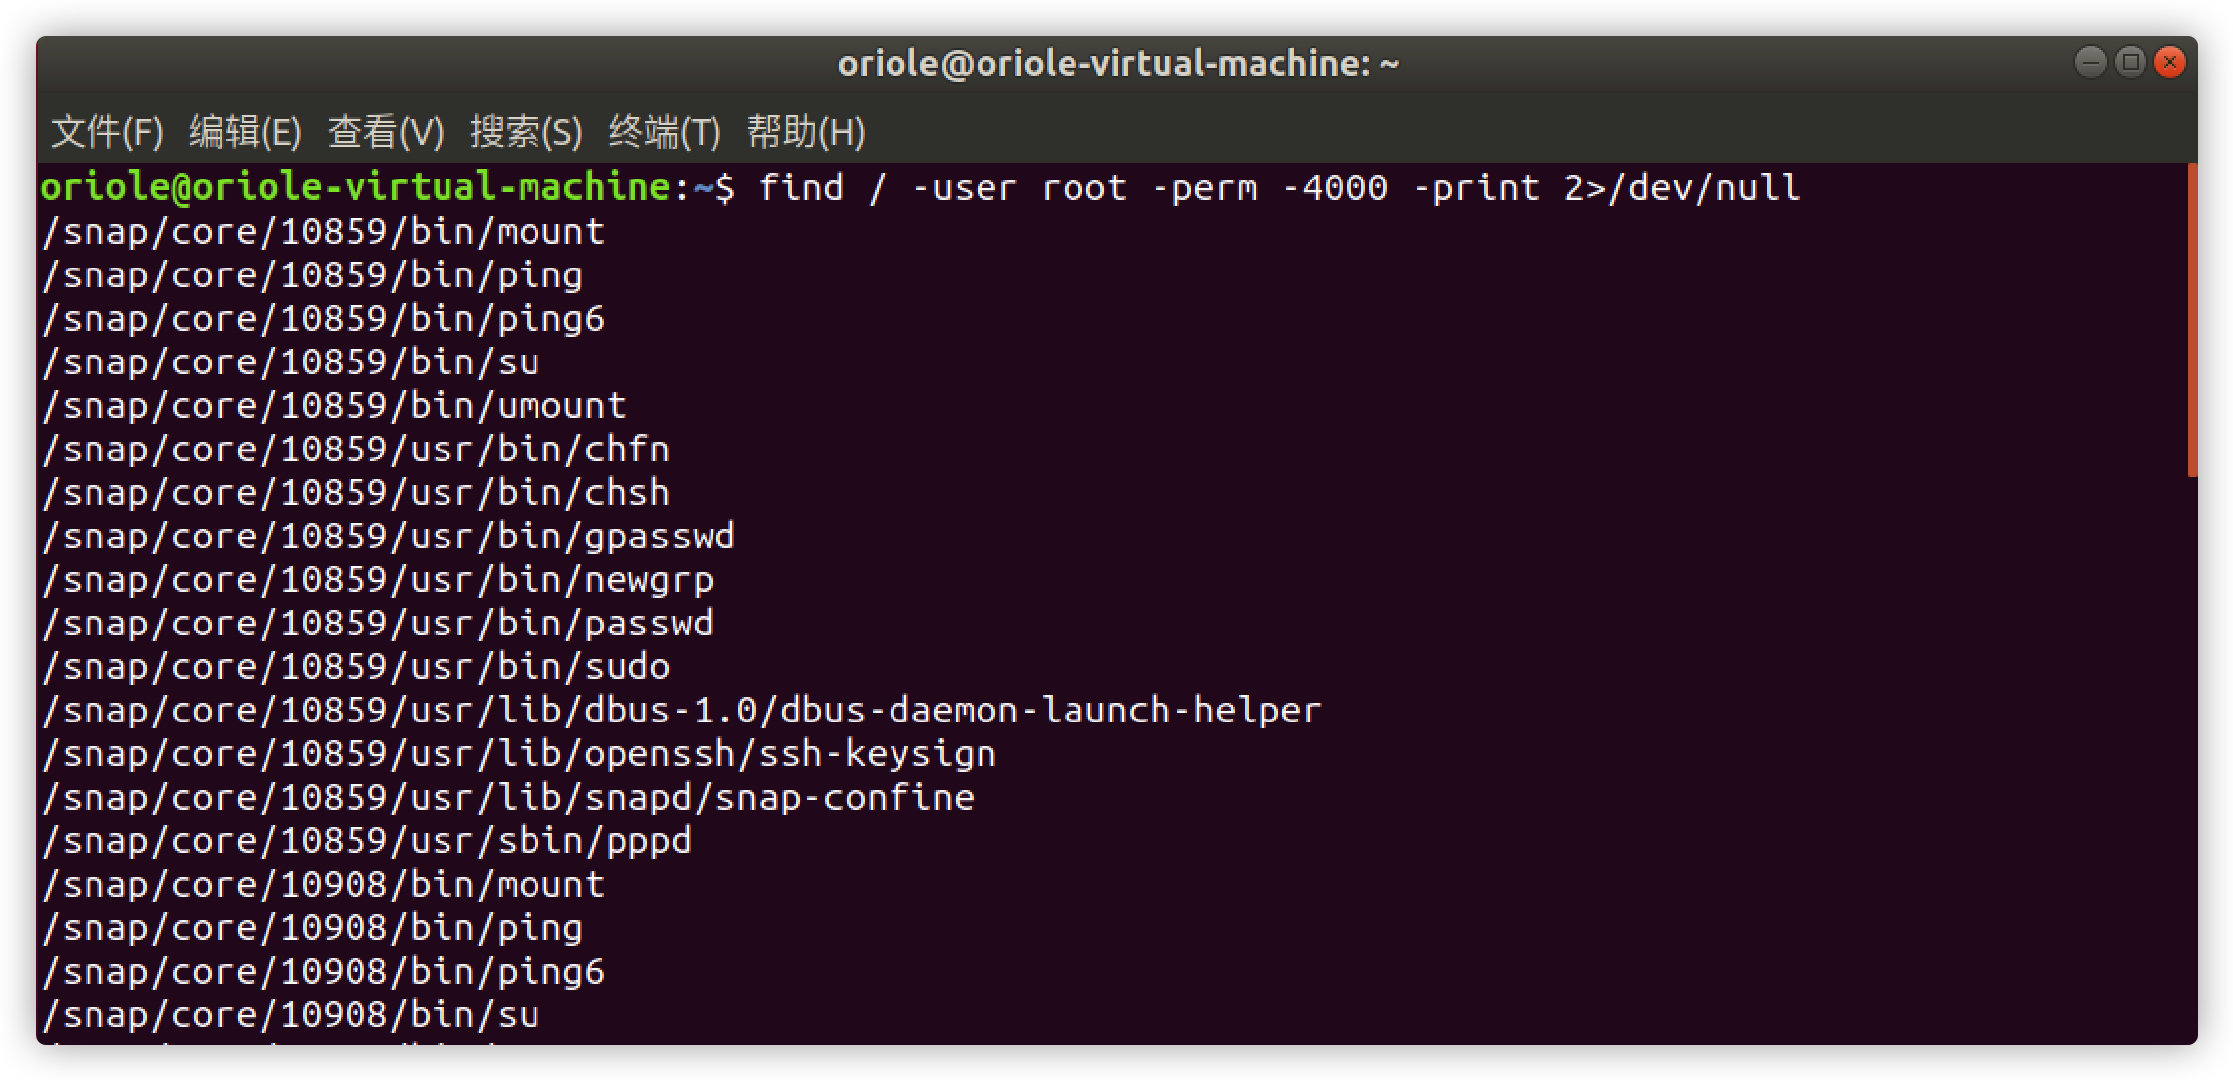 oriole@oriole-virtual-machine: ~
文件(F) 编辑(E) 查看(V) 搜索(S) 终端(T) 帮助(H)
oriole@oriole-virtual-machine:~$ find / -user root -perm -4000 -print 2>/dev/null
/snap/core/10859/bin/mount
/snap/core/10859/bin/ping
/snap/core/10859/bin/ping6
/snap/core/10859/bin/su
/snap/core/10859/bin/umount
/snap/core/10859/usr/bin/chfn
/snap/core/10859/usr/bin/chsh
/snap/core/10859/usr/bin/gpasswd
/snap/core/10859/usr/bin/newgrp
/snap/core/10859/usr/bin/passwd
/snap/core/10859/usr/bin/sudo
/snap/core/10859/usr/lib/dbus-1.0/dbus-daemon-launch-helper
/snap/core/10859/usr/lib/openssh/ssh-keysign
/snap/core/10859/usr/lib/snapd/snap-confine
/snap/core/10859/usr/sbin/pppd
/snap/core/10908/bin/mount
/snap/core/10908/bin/ping
/snap/core/10908/bin/ping6
/snap/core/10908/bin/su